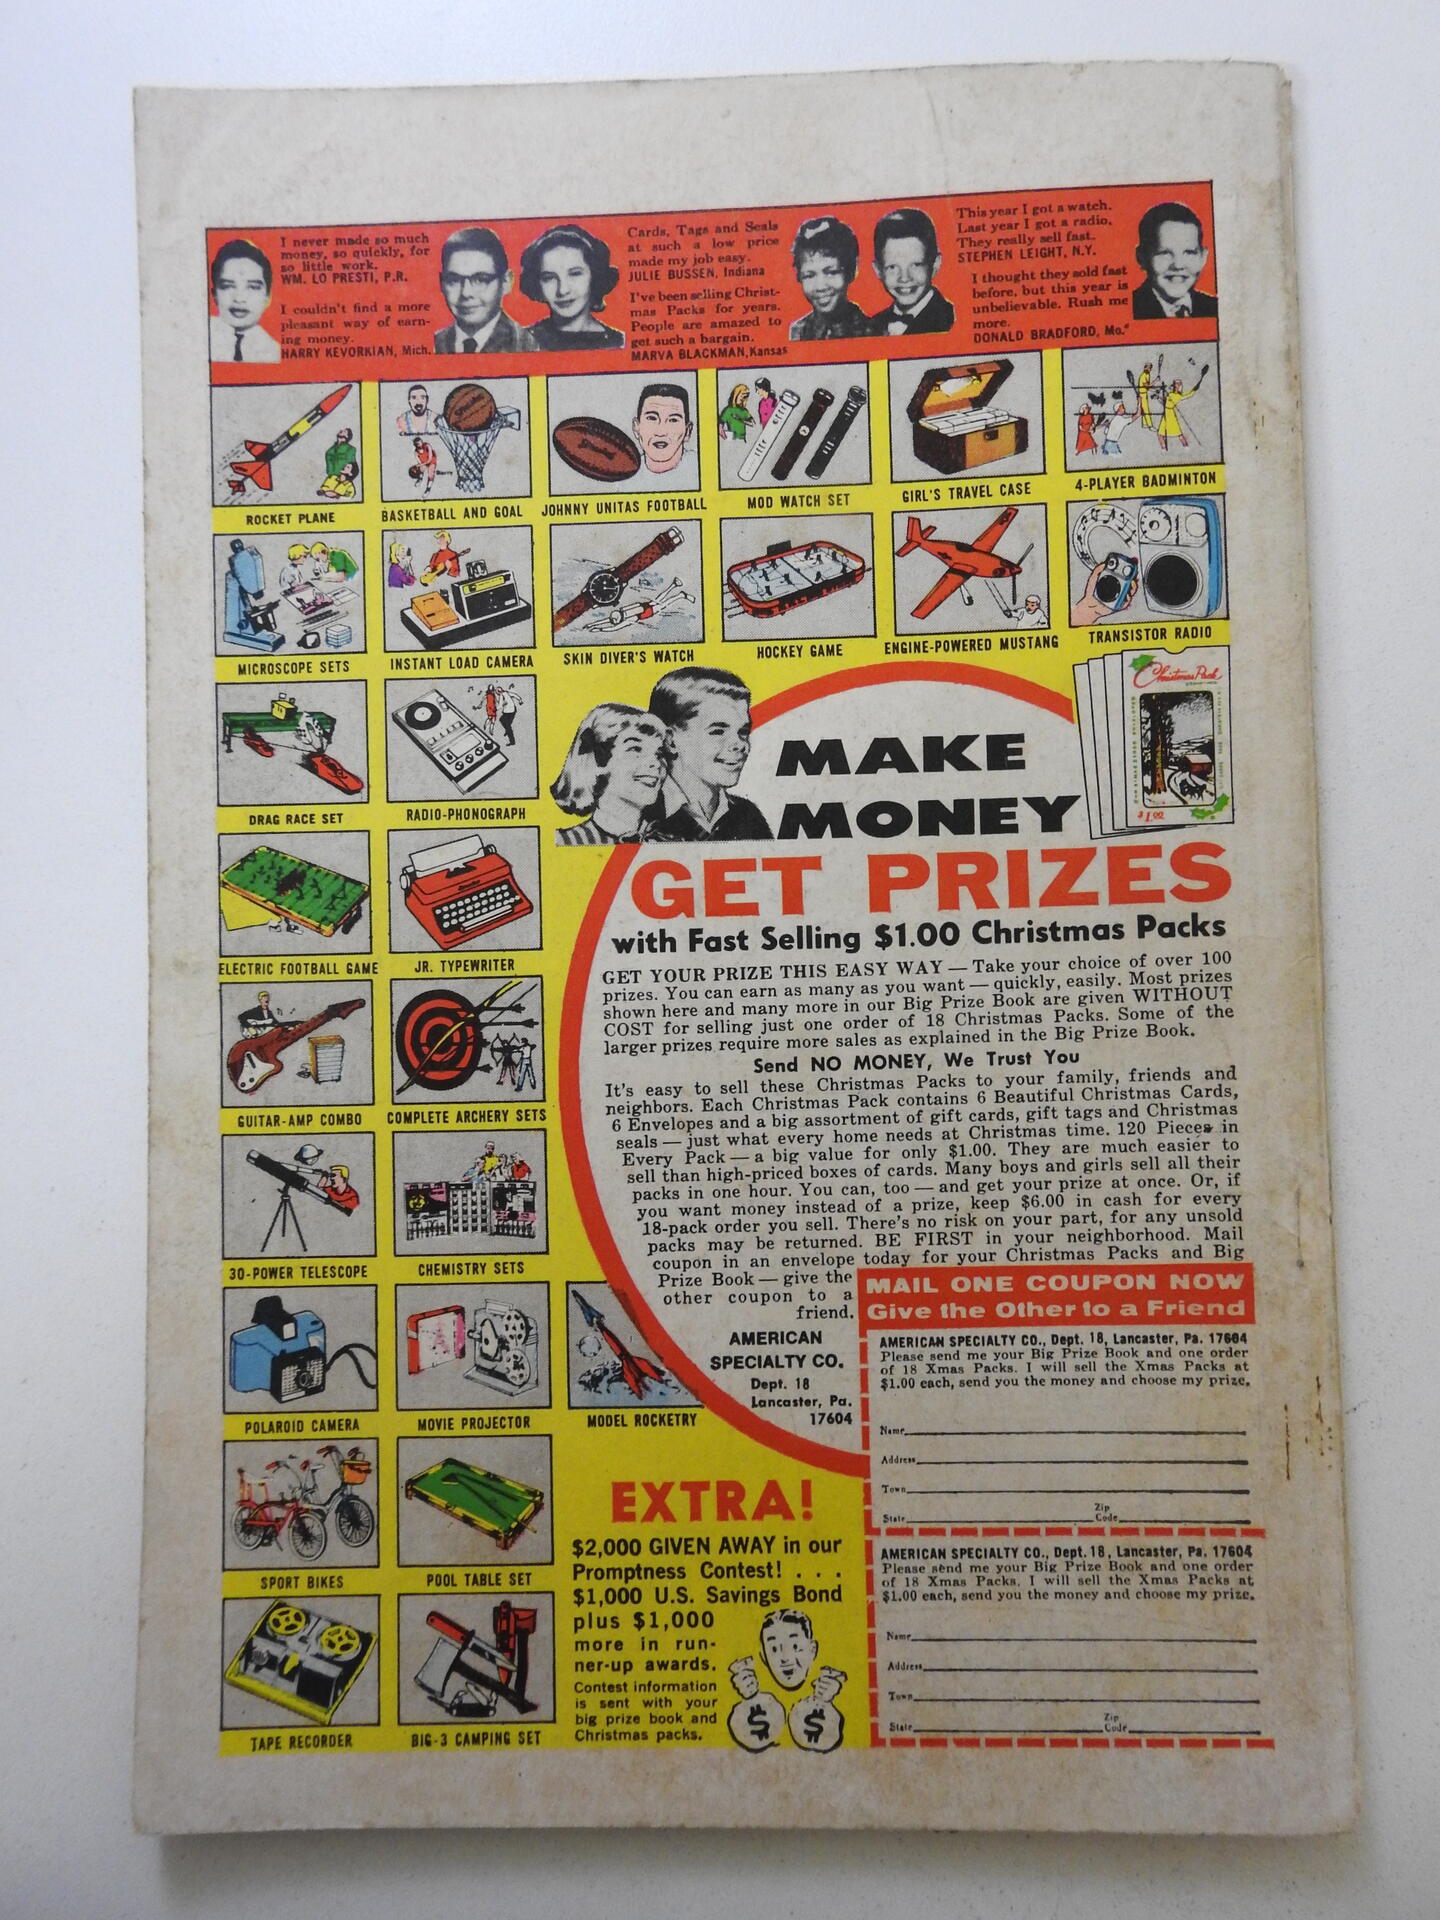 I never made so much
money, so quickly, for
so little work.
WM. LO PRESTI, P.R.
I couldn't find a more
pleasant way of earn-
ing money.
HARRY KEVORKIAN, Mich.
Cards, Tags and Seals
at such a low price
made my job easy.
JULIE BUSSEN, Indiana
I've been selling Christ-
mas Packs for years.
People are amazed to
get such a bargain.
MARVA BLACKMAN, Kansas
This year I got a watch.
Last year I got a radio.
They really sell fast.
STEPHEN LEIGHT, N.Y.
I thought they sold fast
before, but this year is
unbelievable. Rush me
more.
DONALD BRADFORD, Mo.
ROCKET PLANE
BASKETBALL AND GOAL
JOHNNY UNITAS FOOTBALL
MOD WATCH SET
GIRL'S TRAVEL CASE
4-PLAYER BADMINTON
MICROSCOPE SETS
INSTANT LOAD CAMERA
SKIN DIVER'S WATCH
HOCKEY GAME
ENGINE-POWERED MUSTANG
TRANSISTOR RADIO
DRAG RACE SET
RADIO-PHONOGRAPH
ELECTRIC FOOTBALL GAME
JR. TYPEWRITER
GUITAR-AMP COMBO
COMPLETE ARCHERY SETS
30-POWER TELESCOPE
CHEMISTRY SETS
POLAROID CAMERA
MOVIE PROJECTOR
MODEL ROCKETRY
SPORT BIKES
POOL TABLE SET
TAPE RECORDER
BIG-3 CAMPING SET
Christmas Pack
$1.00
MAKE
MONEY
GET PRIZES
with Fast Selling $1.00 Christmas Packs
GET YOUR PRIZE THIS EASY WAY — Take your choice of over 100
prizes. You can earn as many as you want — quickly, easily. Most prizes
shown here and many more in our Big Prize Book are given WITHOUT
COST for selling just one order of 18 Christmas Packs. Some of the
larger prizes require more sales as explained in the Big Prize Book.
Send NO MONEY, We Trust You
It's easy to sell these Christmas Packs to your family, friends and
neighbors. Each Christmas Pack contains 6 Beautiful Christmas Cards,
6 Envelopes and a big assortment of gift cards, gift tags and Christmas
seals — just what every home needs at Christmas time. 120 Pieces in
Every Pack — a big value for only $1.00. They are much easier to
sell than high-priced boxes of cards. Many boys and girls sell all their
packs in one hour. You can, too — and get your prize at once. Or, if
you want money instead of a prize, keep $6.00 in cash for every
18-pack order you sell. There's no risk on your part, for any unsold
packs may be returned. BE FIRST in your neighborhood. Mail
coupon in an envelope today for your Christmas Packs and Big
Prize Book — give the
other coupon to a
friend.
AMERICAN
SPECIALTY CO.
Dept. 18
Lancaster, Pa.
17604
EXTRA!
$2,000 GIVEN AWAY in our
Promptness Contest! . . .
$1,000 U.S. Savings Bond
plus $1,000
more in run-
ner-up awards.
Contest information
is sent with your
big prize book and
Christmas packs.
$ $
MAIL ONE COUPON NOW
Give the Other to a Friend
AMERICAN SPECIALTY CO., Dept. 18, Lancaster, Pa. 17604
Please send me your Big Prize Book and one order
of 18 Xmas Packs. I will sell the Xmas Packs at
$1.00 each, send you the money and choose my prize.
Name
Address
Town
State Zip Code
AMERICAN SPECIALTY CO., Dept. 18, Lancaster, Pa. 17604
Please send me your Big Prize Book and one order
of 18 Xmas Packs. I will sell the Xmas Packs at
$1.00 each, send you the money and choose my prize.
Name
Address
Town
State Zip Code